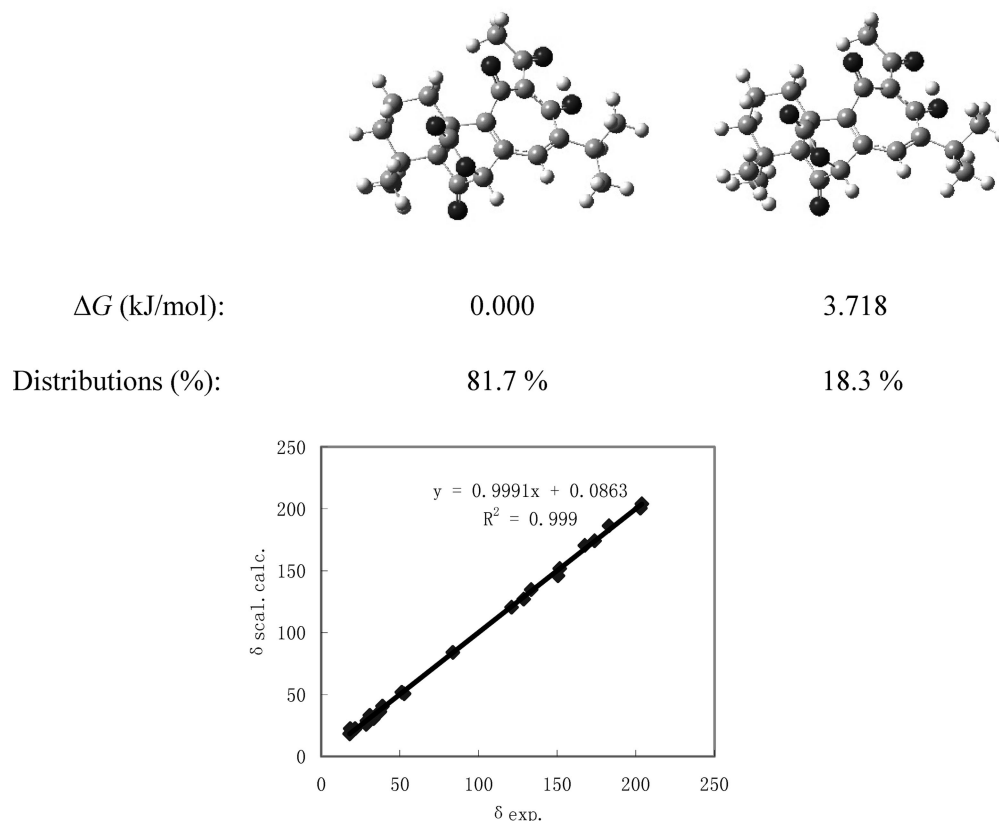 ΔG (kJ/mol): 0.000 3.718
Distributions (%): 81.7 % 18.3 %
250
200
150
100
50
0
δ scal. calc.
y = 0.9991x + 0.0863
R² = 0.999
0 50 100 150 200 250
δ exp.